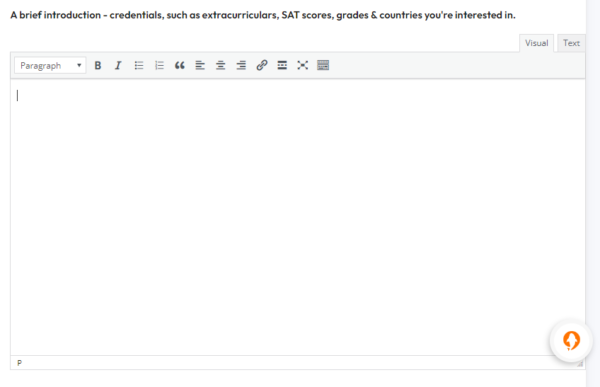 A brief introduction - credentials, such as extracurriculars, SAT scores, grades & countries you're interested in.
Visual Text
Paragraph B I
P